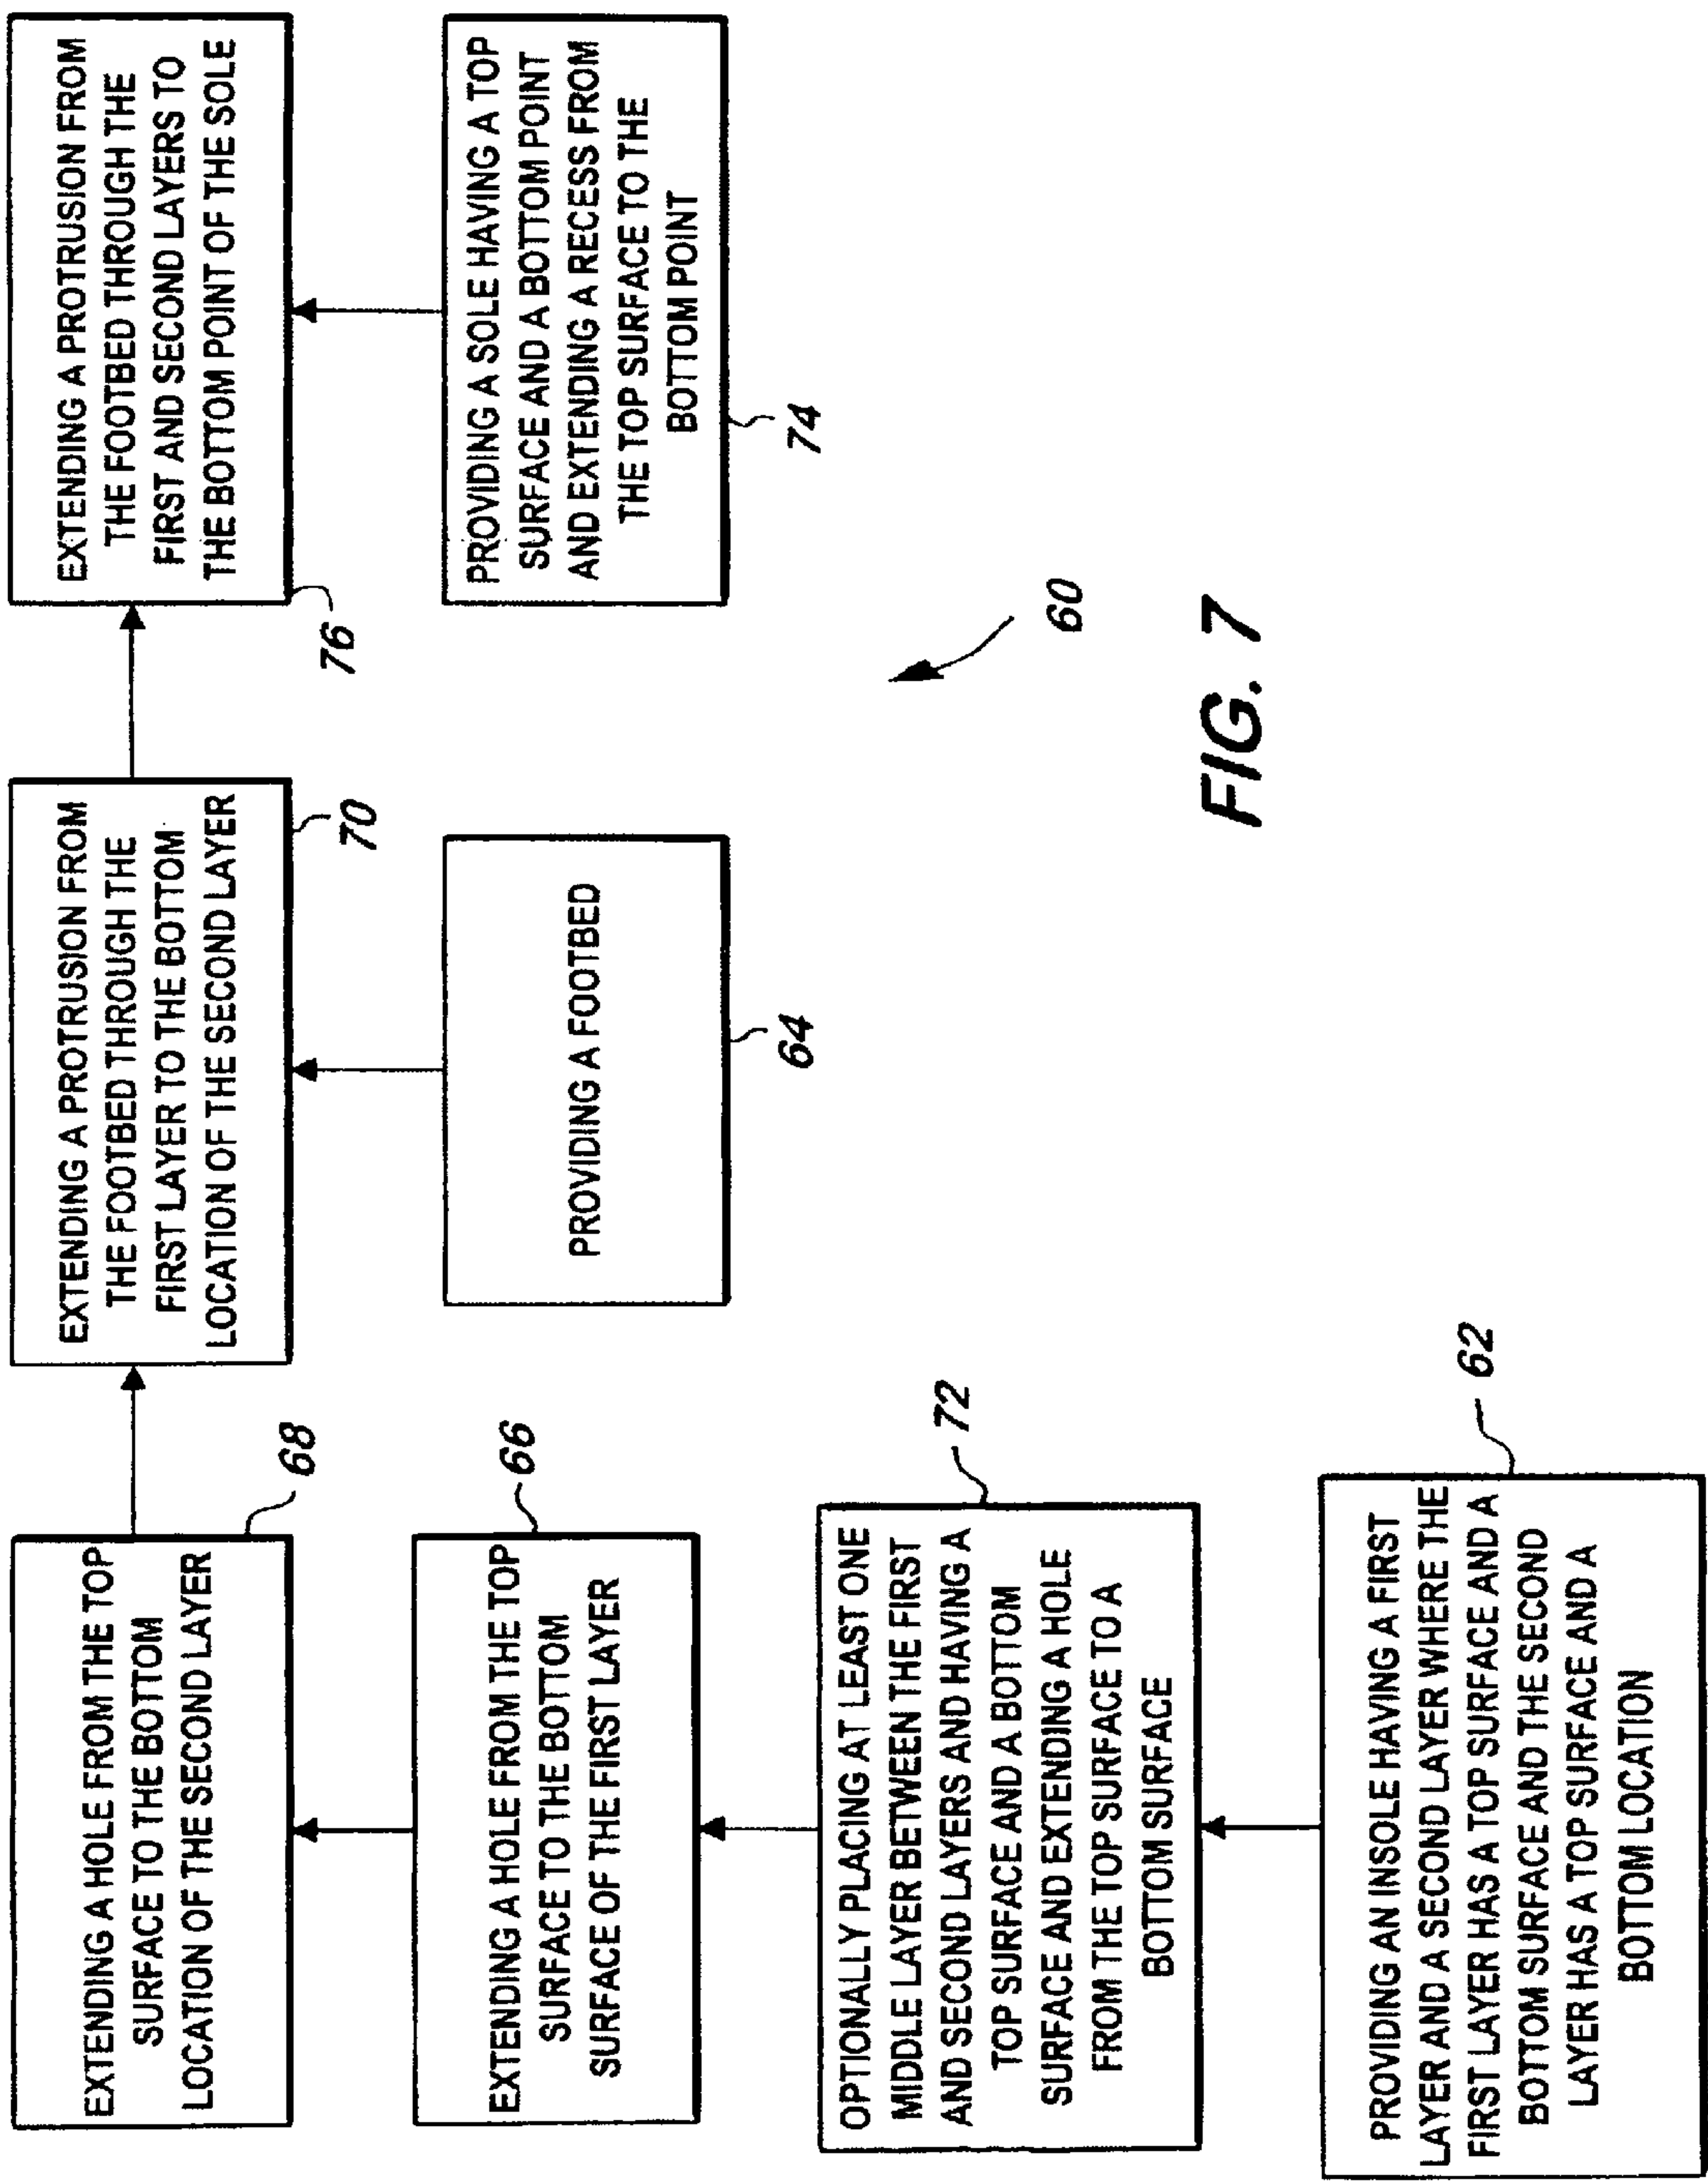 EXTENDING A HOLE FROM THE TOP
SURFACE TO THE BOTTOM
LOCATION OF THE SECOND LAYER
68
EXTENDING A HOLE FROM THE TOP
SURFACE TO THE BOTTOM
SURFACE OF THE FIRST LAYER
66
OPTIONALLY PLACING AT LEAST ONE
MIDDLE LAYER BETWEEN THE FIRST
AND SECOND LAYERS AND HAVING A
TOP SURFACE AND A BOTTOM
SURFACE AND EXTENDING A HOLE
FROM THE TOP SURFACE TO A
BOTTOM SURFACE
72
PROVIDING AN INSOLE HAVING A FIRST
LAYER AND A SECOND LAYER WHERE THE
FIRST LAYER HAS A TOP SURFACE AND A
BOTTOM SURFACE AND THE SECOND
LAYER HAS A TOP SURFACE AND A
BOTTOM LOCATION
62
EXTENDING A PROTRUSION FROM
THE FOOTBED THROUGH THE
FIRST LAYER TO THE BOTTOM
LOCATION OF THE SECOND LAYER
70
PROVIDING A FOOTBED
64
EXTENDING A PROTRUSION FROM
THE FOOTBED THROUGH THE
FIRST AND SECOND LAYERS TO
THE BOTTOM POINT OF THE SOLE
76
PROVIDING A SOLE HAVING A TOP
SURFACE AND A BOTTOM POINT
AND EXTENDING A RECESS FROM
THE TOP SURFACE TO THE
BOTTOM POINT
74
60
FIG. 7